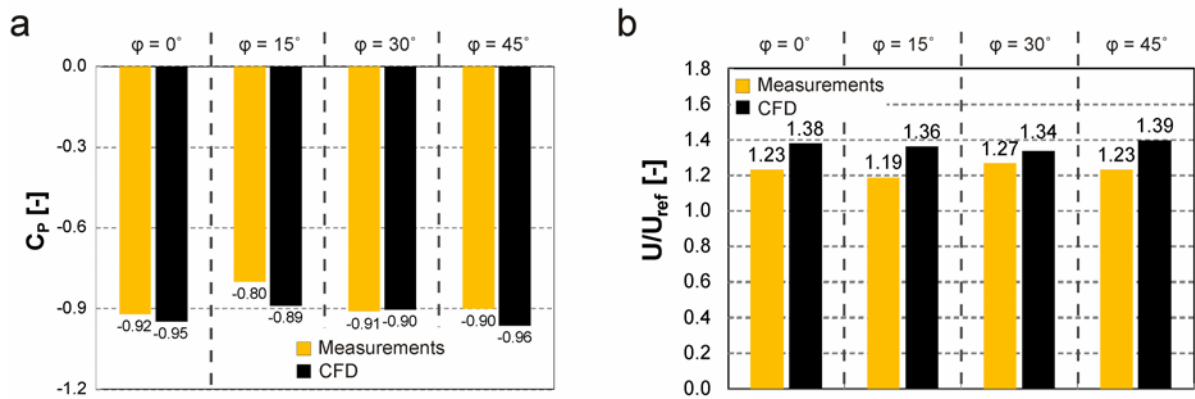 a
φ = 0° φ = 15° φ = 30° φ = 45°
0.0
-0.3
-0.6
-0.9
-1.2
C_P [-]
-0.92 -0.95 -0.80 -0.89 -0.91 -0.90 -0.90 -0.96
Measurements
CFD
b
φ = 0° φ = 15° φ = 30° φ = 45°
1.8
1.6
1.4
1.2
1.0
0.8
0.6
0.4
0.2
0.0
U/U_ref [-]
Measurements
CFD
1.23 1.38 1.19 1.36 1.27 1.34 1.23 1.39